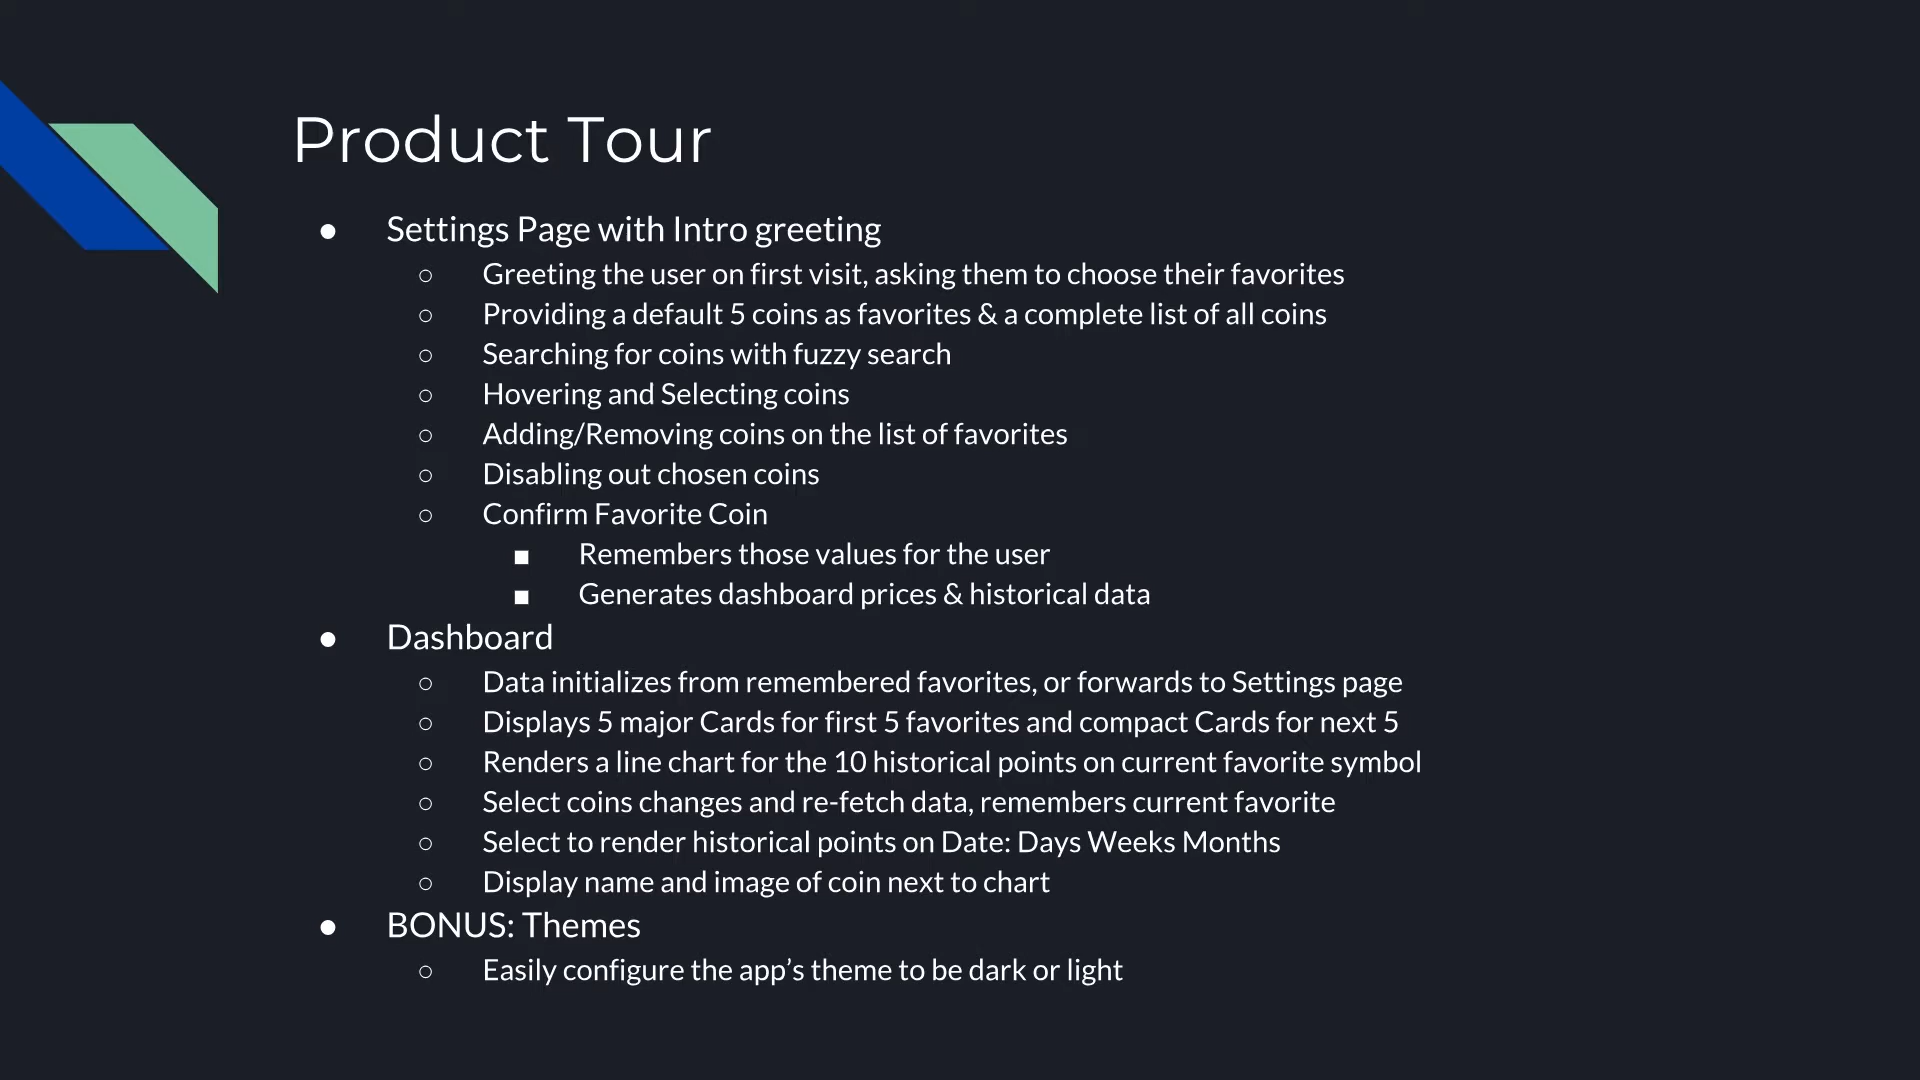 Product Tour
● Settings Page with Intro greeting
○ Greeting the user on first visit, asking them to choose their favorites
○ Providing a default 5 coins as favorites & a complete list of all coins
○ Searching for coins with fuzzy search
○ Hovering and Selecting coins
○ Adding/Removing coins on the list of favorites
○ Disabling out chosen coins
○ Confirm Favorite Coin
■ Remembers those values for the user
■ Generates dashboard prices & historical data
● Dashboard
○ Data initializes from remembered favorites, or forwards to Settings page
○ Displays 5 major Cards for first 5 favorites and compact Cards for next 5
○ Renders a line chart for the 10 historical points on current favorite symbol
○ Select coins changes and re-fetch data, remembers current favorite
○ Select to render historical points on Date: Days Weeks Months
○ Display name and image of coin next to chart
● BONUS: Themes
○ Easily configure the app’s theme to be dark or light